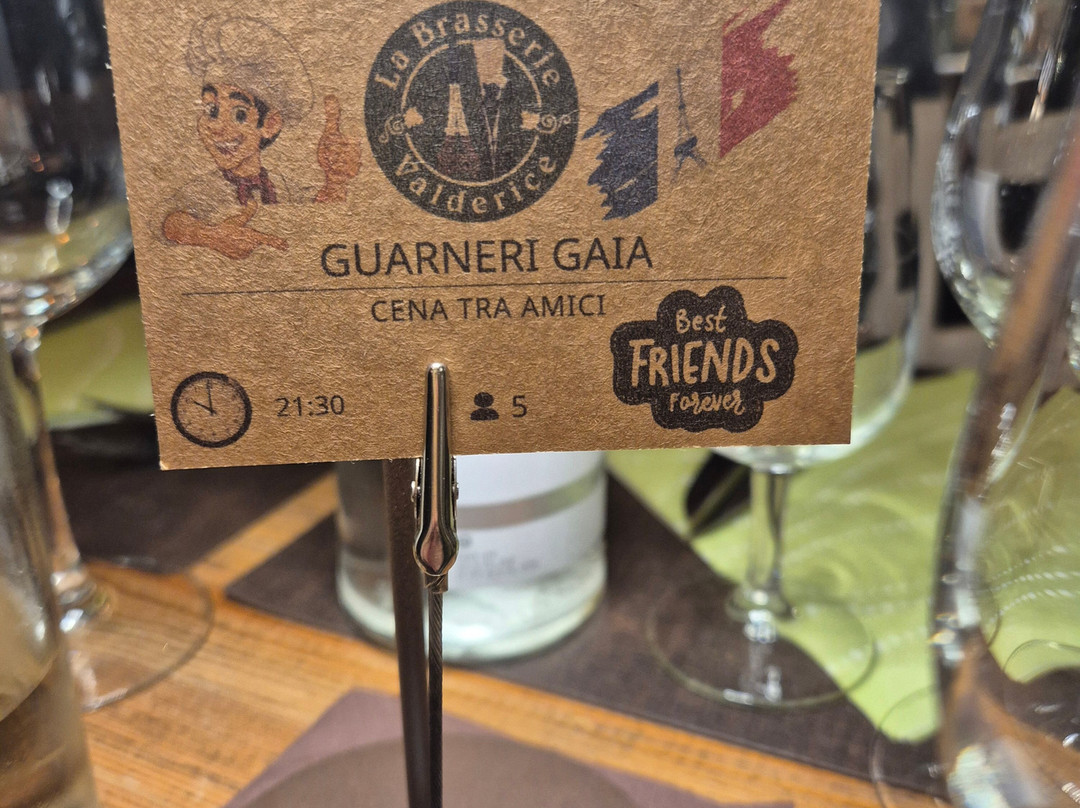 La Brasserie
Valderice
GUARNERI GAIA
CENA TRA AMICI
Best
FRIENDS
Forever
21:30
5